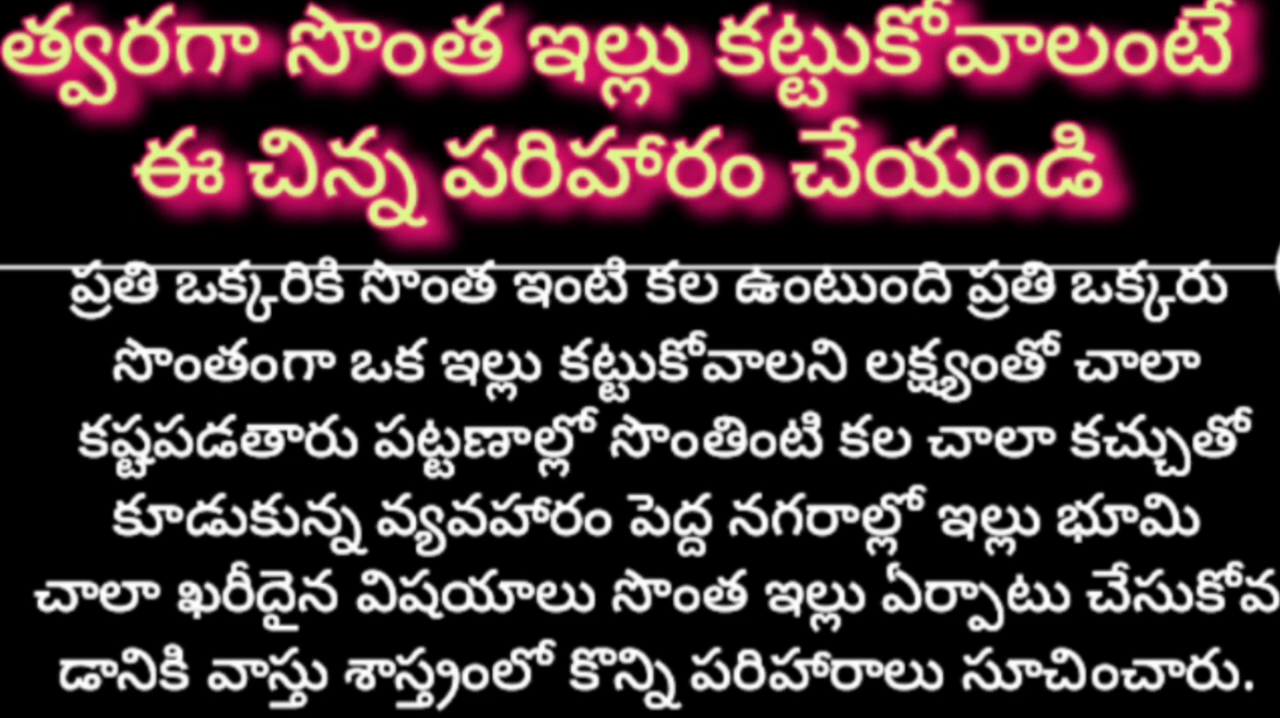 త్వరగా సొంత ఇల్లు కట్టుకోవాలంటే
ఈ చిన్న పరిహారం చేయండి
ప్రతి ఒక్కరికి సొంత ఇంటి కల ఉంటుంది ప్రతి ఒక్కరు
సొంతంగా ఒక ఇల్లు కట్టుకోవాలని లక్ష్యంతో చాలా
కష్టపడతారు పట్టణాల్లో సొంతింటి కల చాలా కచ్చుతో
కూడుకున్న వ్యవహారం పెద్ద నగరాల్లో ఇల్లు భూమి
చాలా ఖరీదైన విషయాలు సొంత ఇల్లు ఏర్పాటు చేసుకోవ
డానికి వాస్తు శాస్త్రంలో కొన్ని పరిహారాలు సూచించారు.